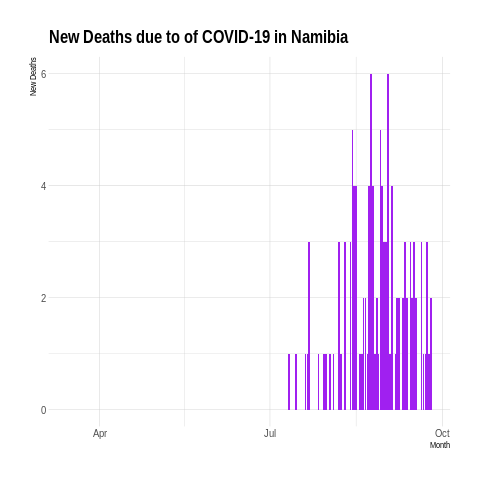 New Deaths due to of COVID-19 in Namibia
New Deaths
6
4
2
0
Apr
Jul
Oct
Month